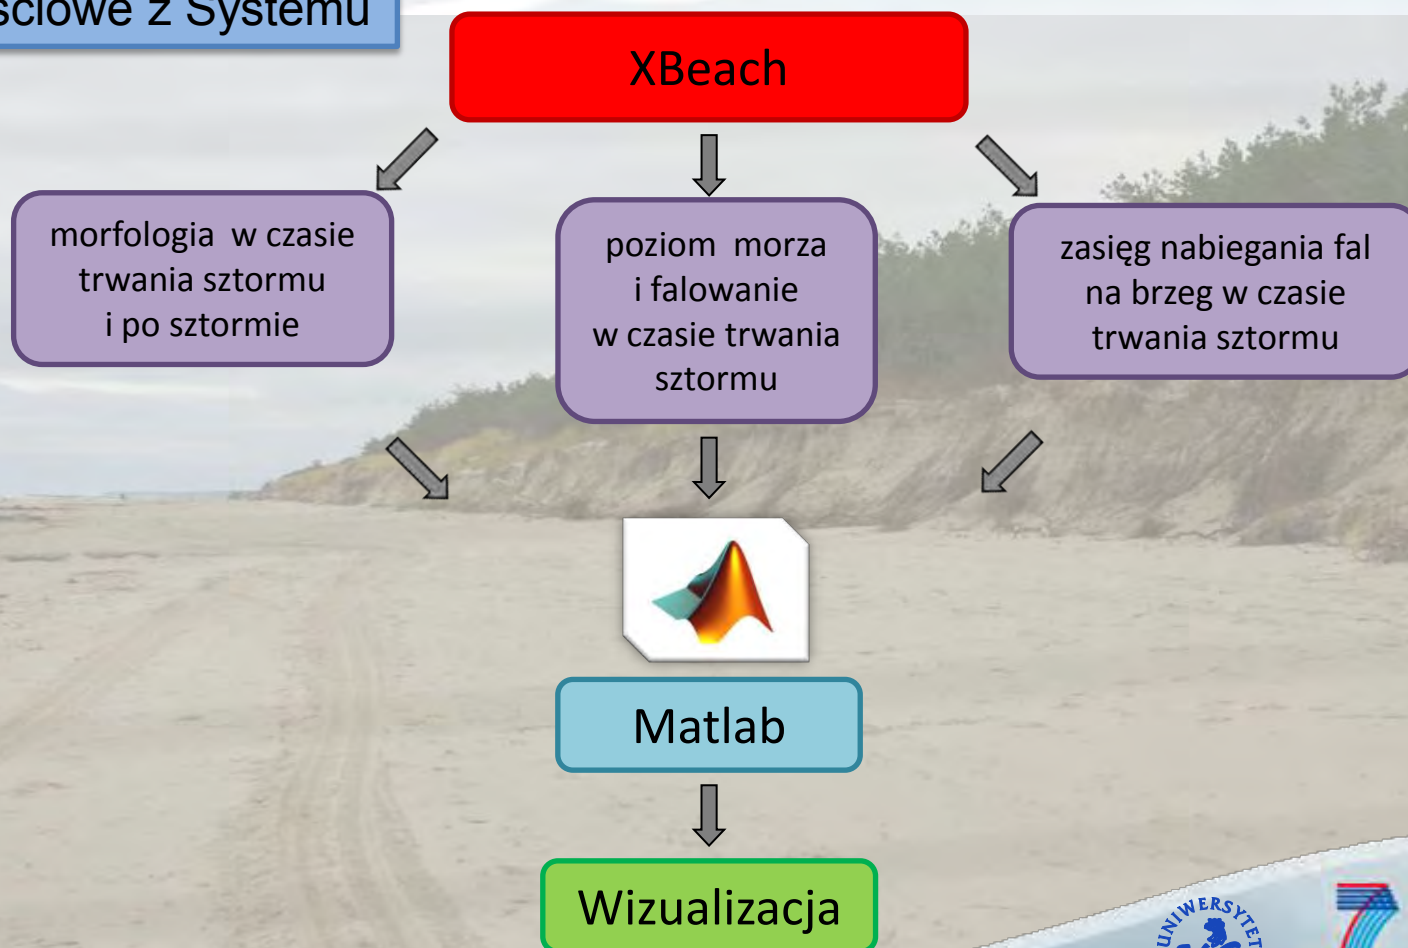 ściowe z Systemu
XBeach
morfologia w czasie
trwania sztormu
i po sztormie
poziom morza
i falowanie
w czasie trwania
sztormu
zasięg nabiegania fal
na brzeg w czasie
trwania sztormu
Matlab
Wizualizacja
UNIWERSYTET